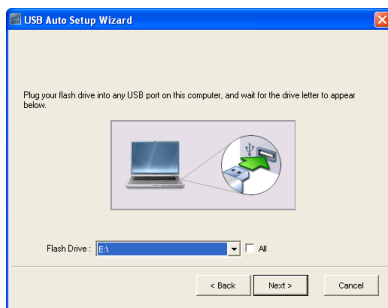 USB Auto Setup Wizard
Plug your flash drive into any USB port on this computer, and wait for the drive letter to appear
below.
Flash Drive : E:\ All
< Back Next > Cancel